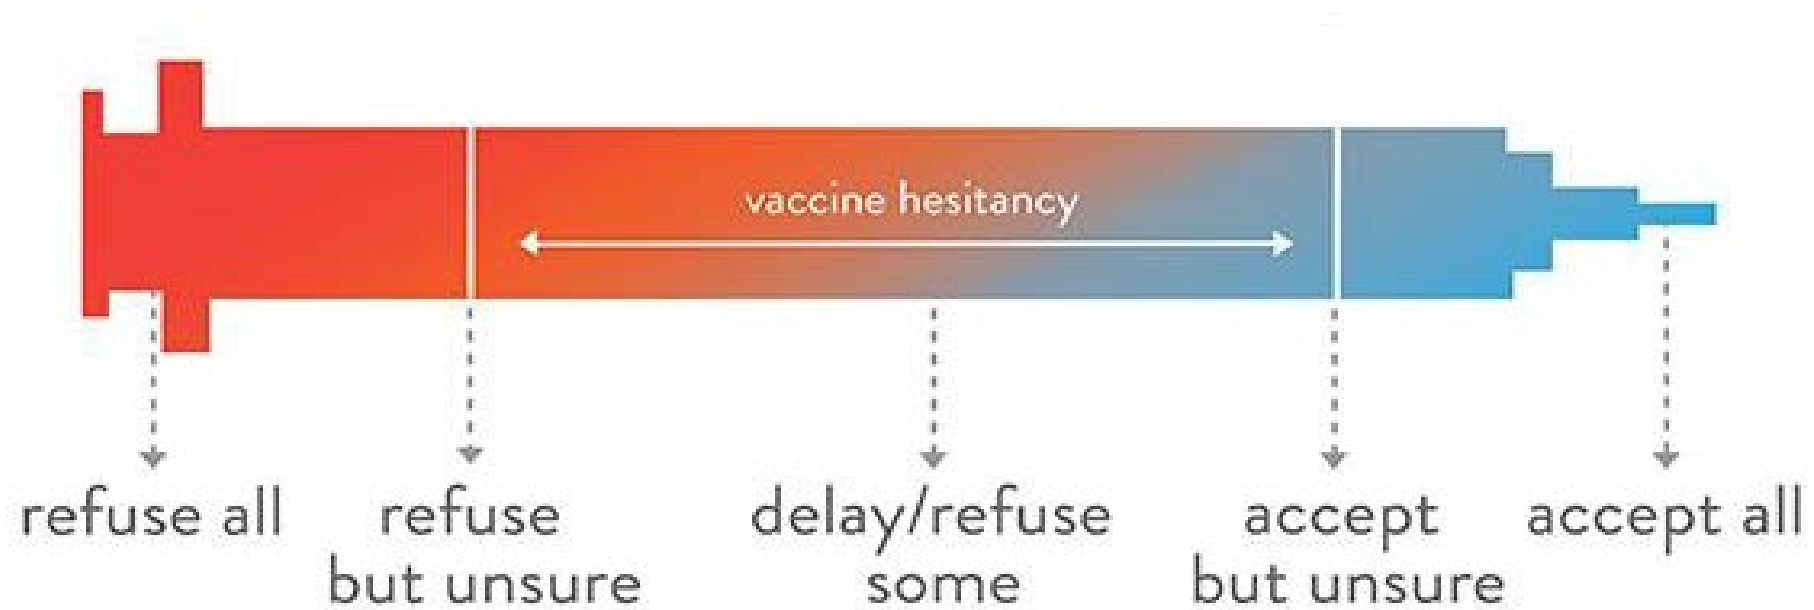 vaccine hesitancy
refuse all
refuse
but unsure
delay/refuse
some
accept
but unsure
accept all